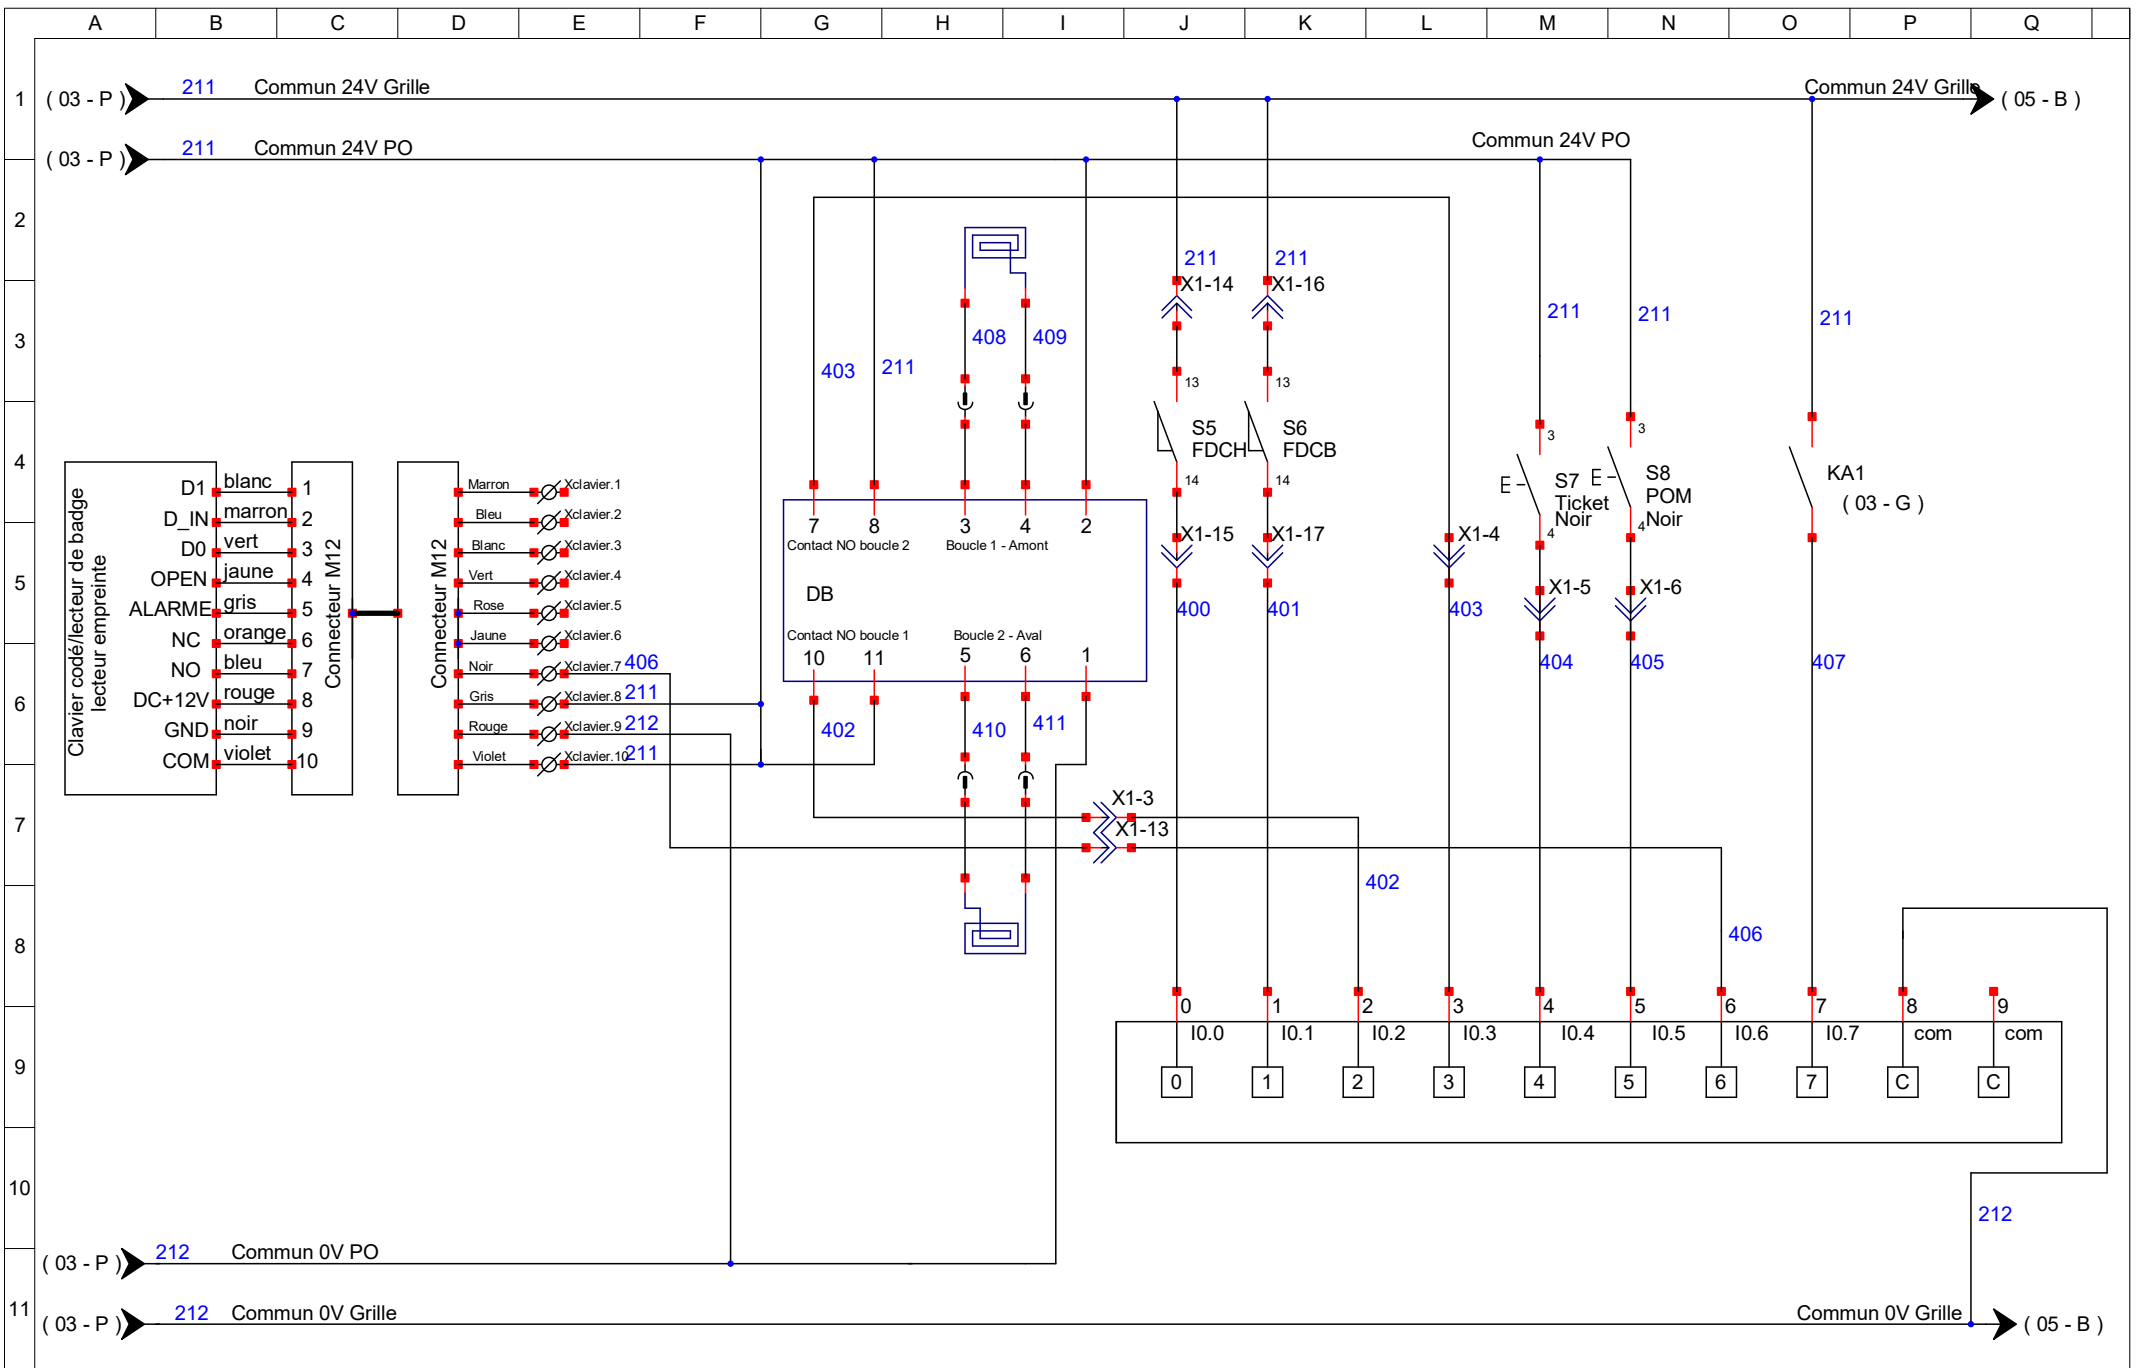 A B C D E F G H I J K L M N O P Q
1 ( 03 - P ) 211 Commun 24V Grille Commun 24V Grille ( 05 - B )
( 03 - P ) 211 Commun 24V PO Commun 24V PO
2
211 211
X1-14 X1-16
3
408 409 211 211 211
403 211
13 13
S5 FDCH
S6 FDCB
14 14
4
3 3
S7 Ticket Noir
S8 POM Noir
4 4
KA1
( 03 - G )
Clavier codé/lecteur de badge
lecteur empreinte
D1 blanc 1
D_IN marron 2
D0 vert 3
OPEN jaune 4
ALARME gris 5
NC orange 6
NO bleu 7
DC+12V rouge 8
GND noir 9
COM violet 10
Connecteur M12
Connecteur M12
Marron Xclavier.1
Bleu Xclavier.2
Blanc Xclavier.3
Vert Xclavier.4
Rose Xclavier.5
Jaune Xclavier.6
Noir Xclavier.7 406
Gris Xclavier.8 211
Rouge Xclavier.9 212
Violet Xclavier.10 211
7 8 3 4 2
Contact NO boucle 2 Boucle 1 - Amont
DB
Contact NO boucle 1 Boucle 2 - Aval
10 11 5 6 1
X1-15 X1-17 X1-4
5
X1-5 X1-6
400 401 403
404 405 407
6
402 410 411
7
X1-3
X1-13
402
8
406
0 1 2 3 4 5 6 7 8 9
I0.0 I0.1 I0.2 I0.3 I0.4 I0.5 I0.6 I0.7 com com
9
0 1 2 3 4 5 6 7 C C
10
212
( 03 - P ) 212 Commun 0V PO
11
( 03 - P ) 212 Commun 0V Grille Commun 0V Grille ( 05 - B )